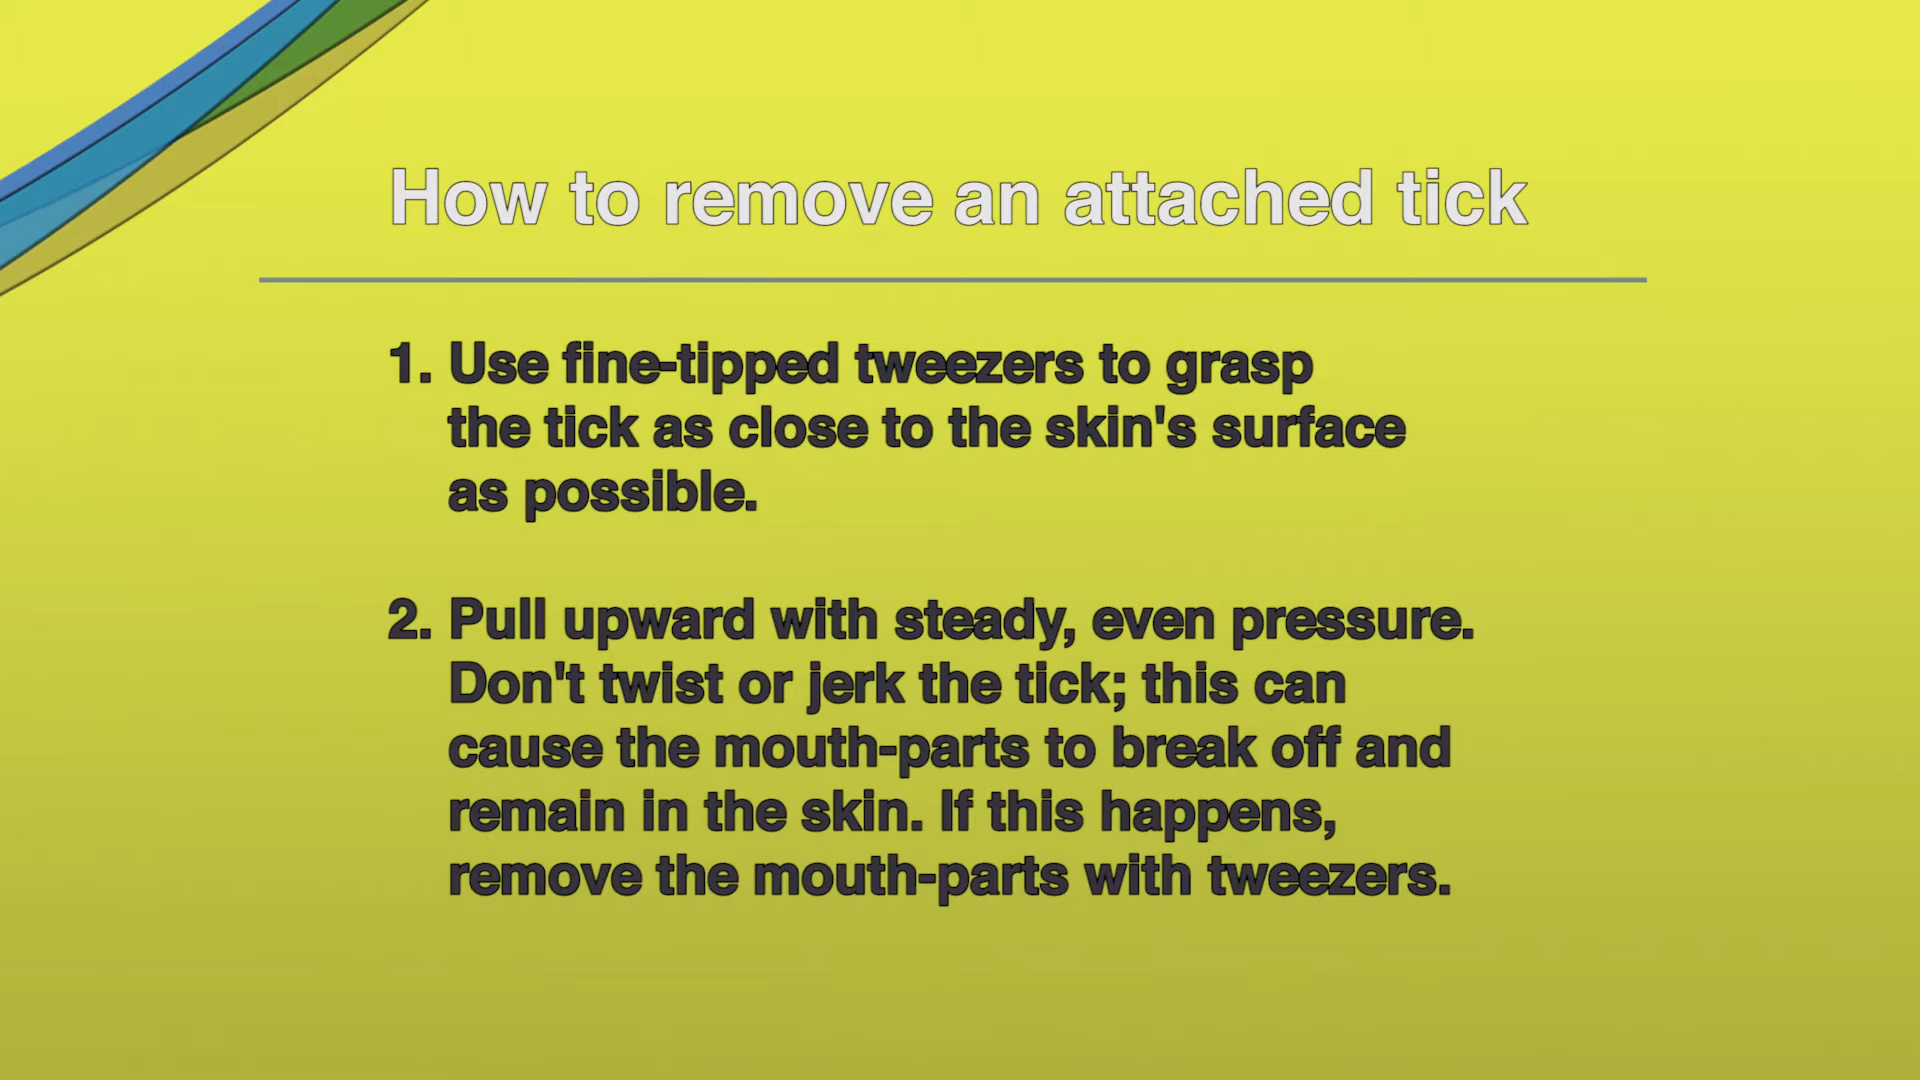 How to remove an attached tick
1. Use fine-tipped tweezers to grasp
the tick as close to the skin's surface
as possible.
2. Pull upward with steady, even pressure.
Don't twist or jerk the tick; this can
cause the mouth-parts to break off and
remain in the skin. If this happens,
remove the mouth-parts with tweezers.